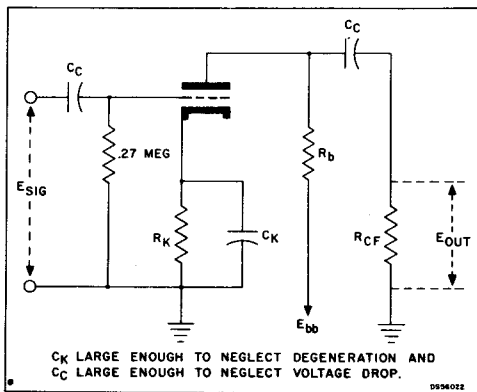 CC
CC
.27 MEG
Rb
ESIG
RK
CK
RCF
EOUT
Ebb
CK LARGE ENOUGH TO NEGLECT DEGENERATION AND
CC LARGE ENOUGH TO NEGLECT VOLTAGE DROP.
DS56022